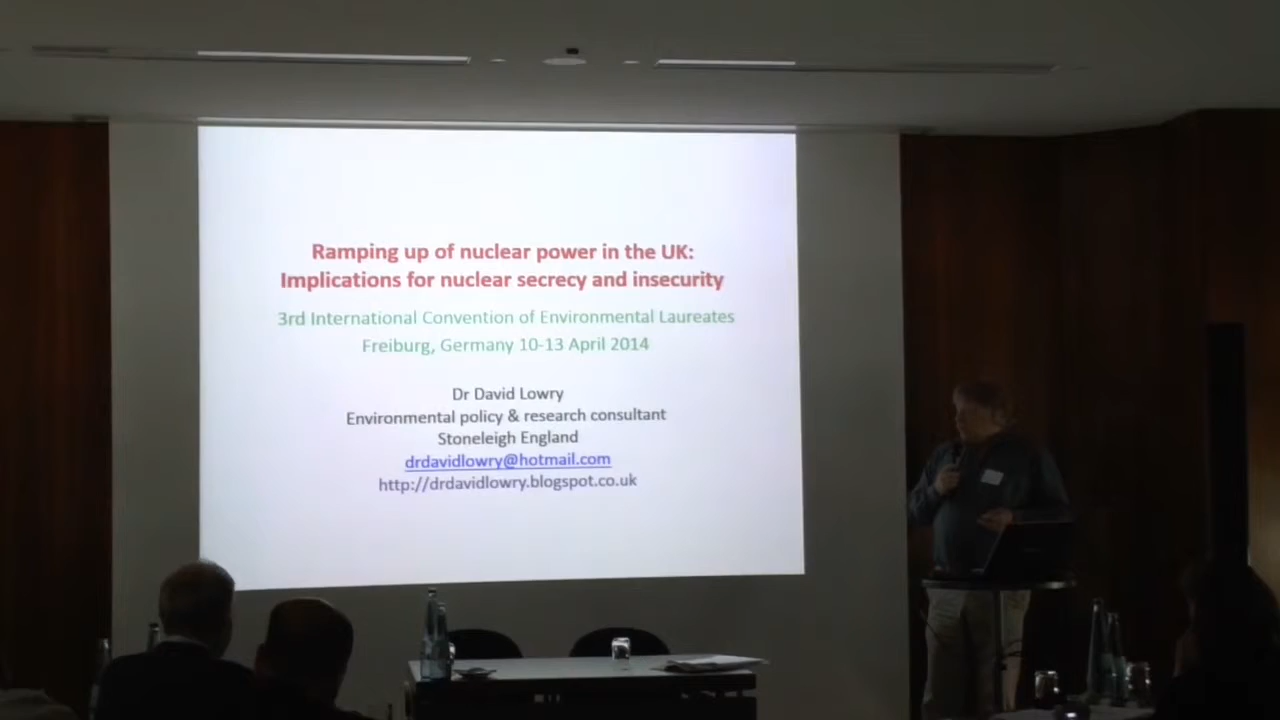 Ramping up of nuclear power in the UK:
Implications for nuclear secrecy and insecurity
3rd International Convention of Environmental Laureates
Freiburg, Germany 10-13 April 2014
Dr David Lowry
Environmental policy & research consultant
Stoneleigh England
drdavidlowry@hotmail.com
http://drdavidlowry.blogspot.co.uk